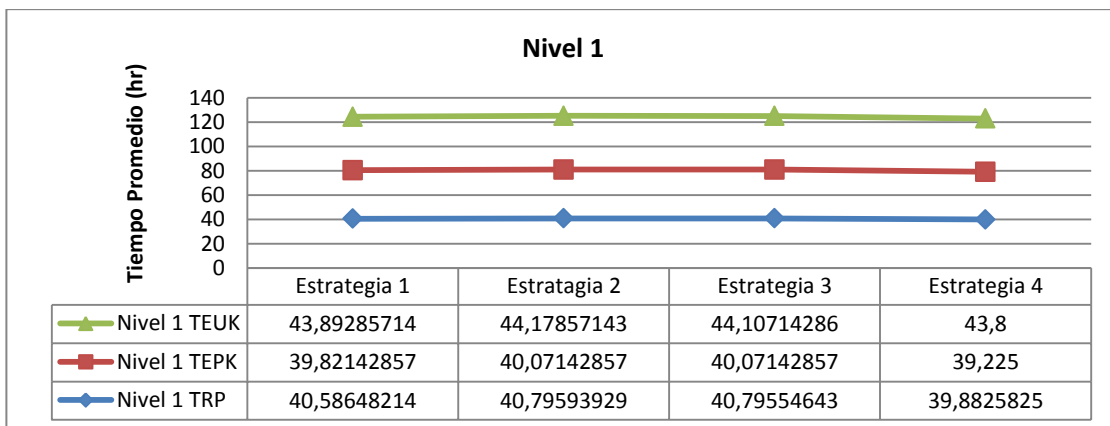 Nivel 1
Tiempo Promedio (hr)
140
120
100
80
60
40
20
0
Estrategia 1 Estratagia 2 Estrategia 3 Estrategia 4
Nivel 1 TEUK 43,89285714 44,17857143 44,10714286 43,8
Nivel 1 TEPK 39,82142857 40,07142857 40,07142857 39,225
Nivel 1 TRP 40,58648214 40,79593929 40,79554643 39,8825825